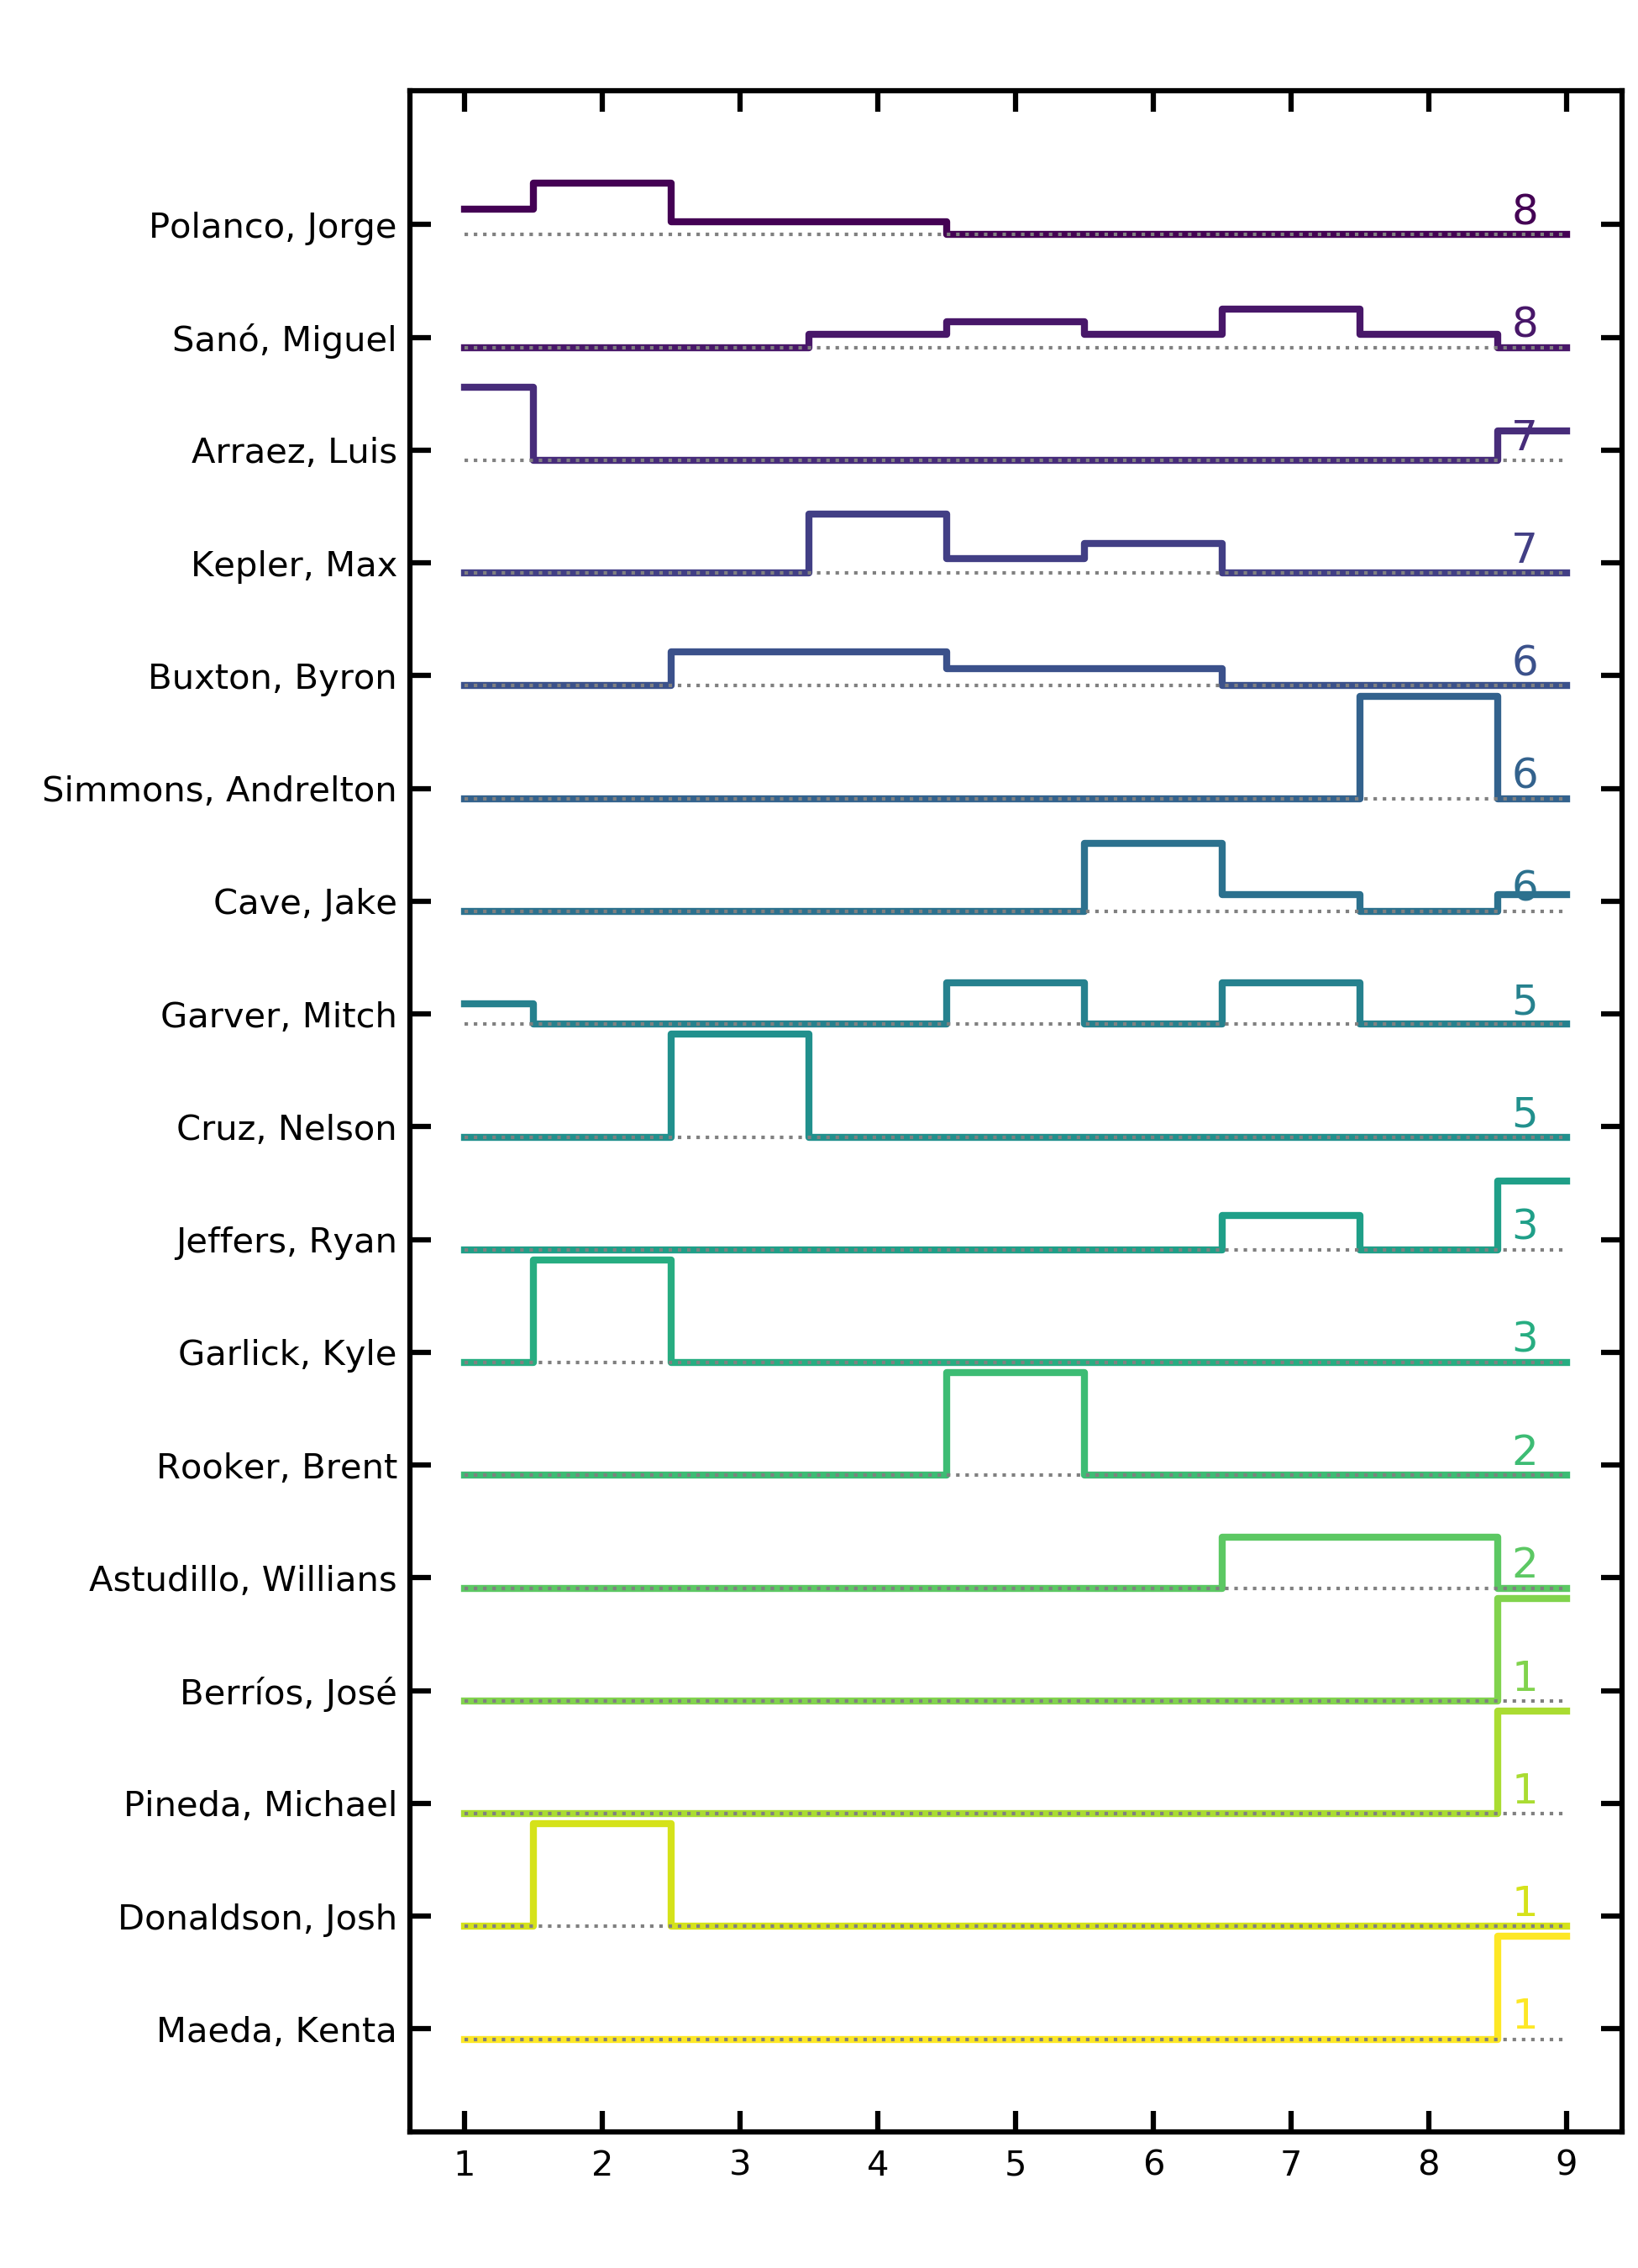 Polanco, Jorge 8
Sanó, Miguel 8
Arraez, Luis 7
Kepler, Max 7
Buxton, Byron 6
Simmons, Andrelton 6
Cave, Jake 6
Garver, Mitch 5
Cruz, Nelson 5
Jeffers, Ryan 3
Garlick, Kyle 3
Rooker, Brent 2
Astudillo, Willians 2
Berríos, José 1
Pineda, Michael 1
Donaldson, Josh 1
Maeda, Kenta 1
1 2 3 4 5 6 7 8 9